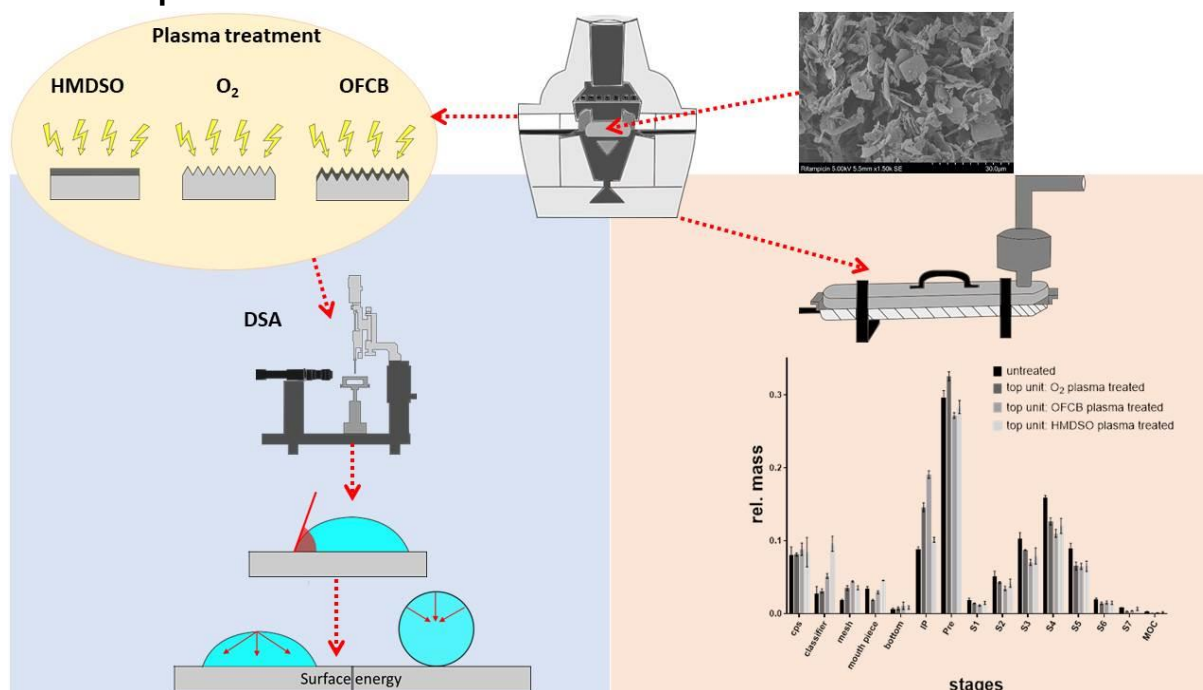 Plasma treatment
HMDSO
O2
OFCB
Rifampicin 5.00kV 5.5mm x1.50k SE
30.0µm
DSA
Surface energy
untreated
top unit: O2 plasma treated
top unit: OFCB plasma treated
top unit: HMDSO plasma treated
rel. mass
0.3
0.2
0.1
0.0
cps
classifier
mesh
mouth piece
bottom
IP
Pre
S1
S2
S3
S4
S5
S6
S7
MOC
stages